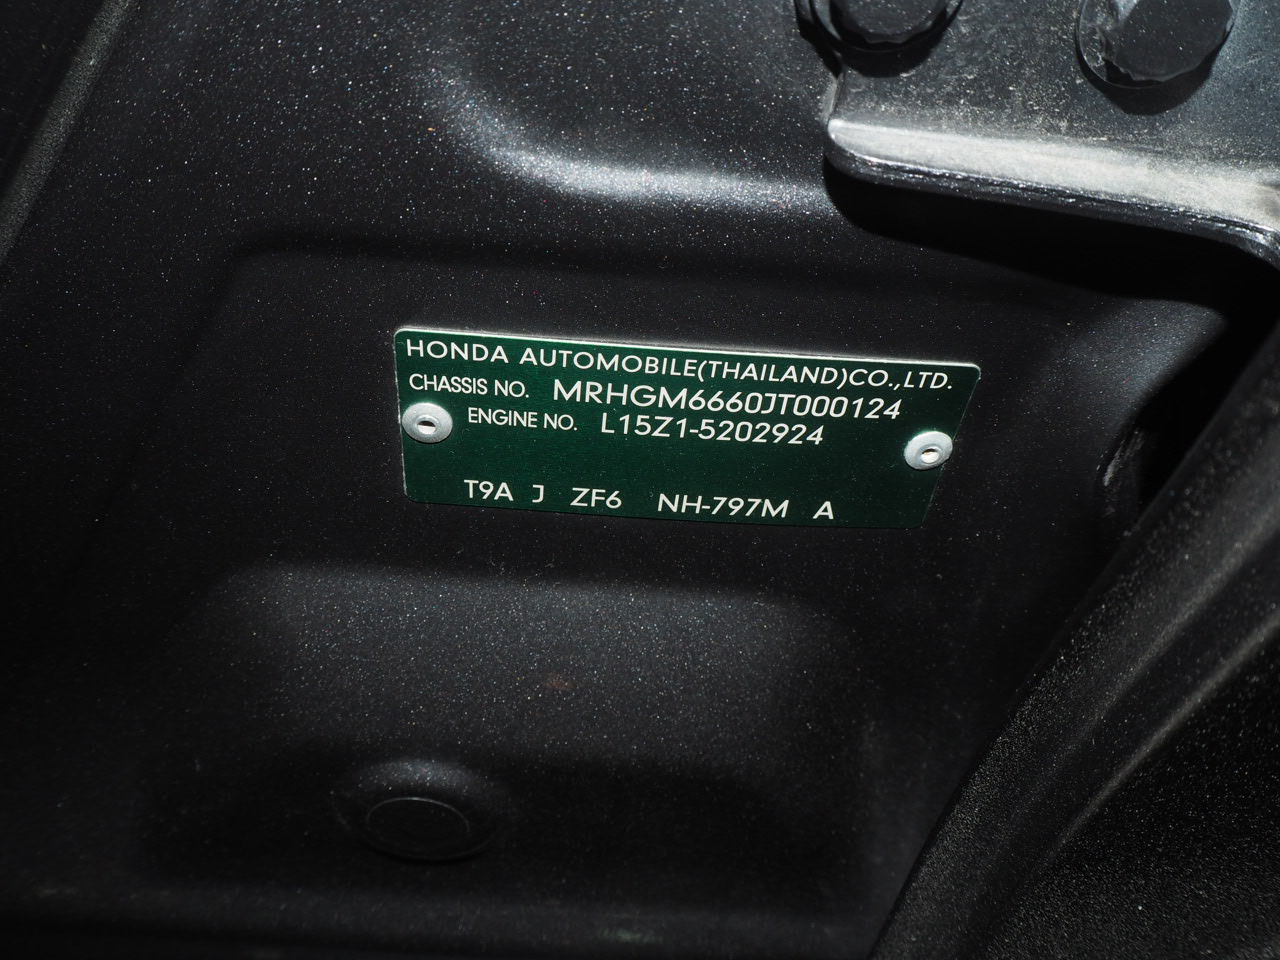 HONDA AUTOMOBILE(THAILAND)CO.,LTD.
CHASSIS NO. MRHGM6660JT000124
ENGINE NO. L15Z1-5202924
T9A J ZF6 NH-797M A